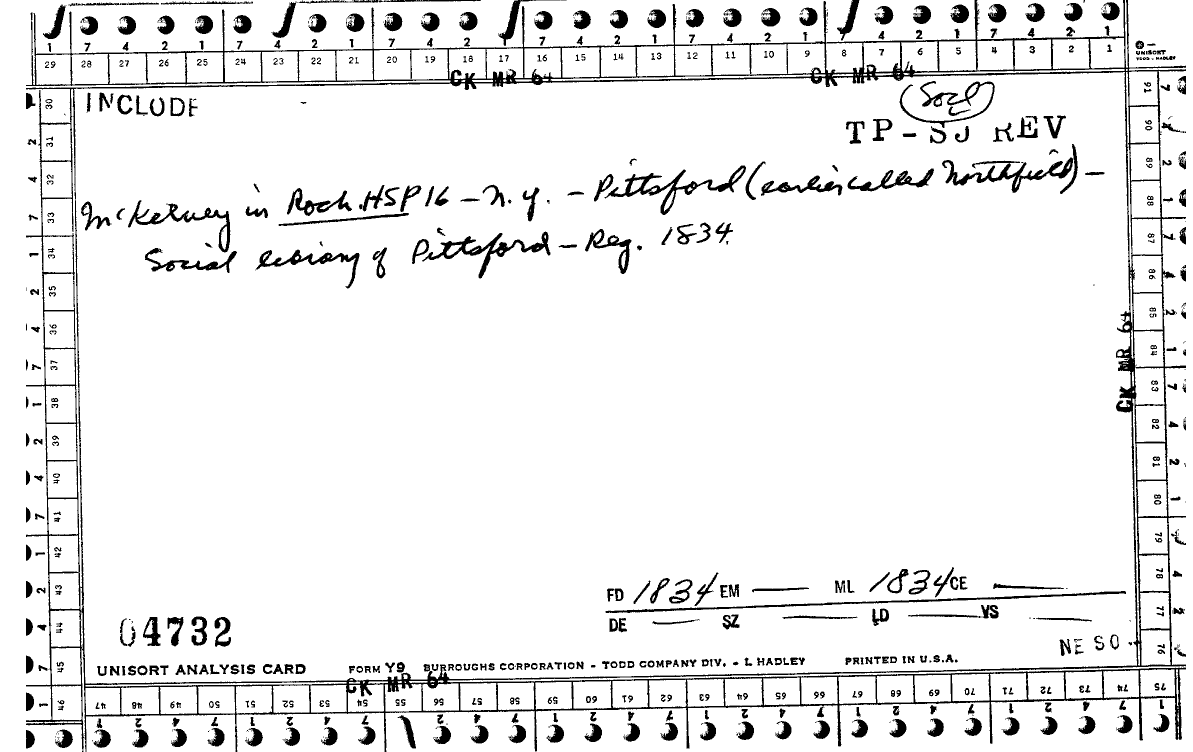 1 7 4 2 1 7 4 2 1 7 4 2 1 7 4 2 1 7 4 2 1 7 4 2 1
29 28 27 26 25 24 23 22 21 20 19 18 17 16 15 14 13 12 11 10 9 8 7 6 5 4 3 2 1
UNISORT
TODD - HADLEY
CK MR 64 CK MR 64
INCLUDE
(Socl)
TP-SJ REV
McKelvey in Roch. HSP 16 - N.Y. - Pittsford (earlier called Northfield) -
Social library of Pittsford - Reg. 1834.
30 31 32 33 34 35 36 37 38 39 40 41 42 43 44 45 46
91 90 89 88 87 86 85 84 83 82 81 80 79 78 77 76 75
CK MR 64
FD 1834 EM — ML 1834 CE —
DE — SZ — LD — VS —
04732
NE SO
UNISORT ANALYSIS CARD FORM Y9 BURROUGHS CORPORATION - TODD COMPANY DIV. - L HADLEY PRINTED IN U.S.A.
CK MR 64
47 48 49 50 51 52 53 54 55 56 57 58 59 60 61 62 63 64 65 66 67 68 69 70 71 72 73 74 75